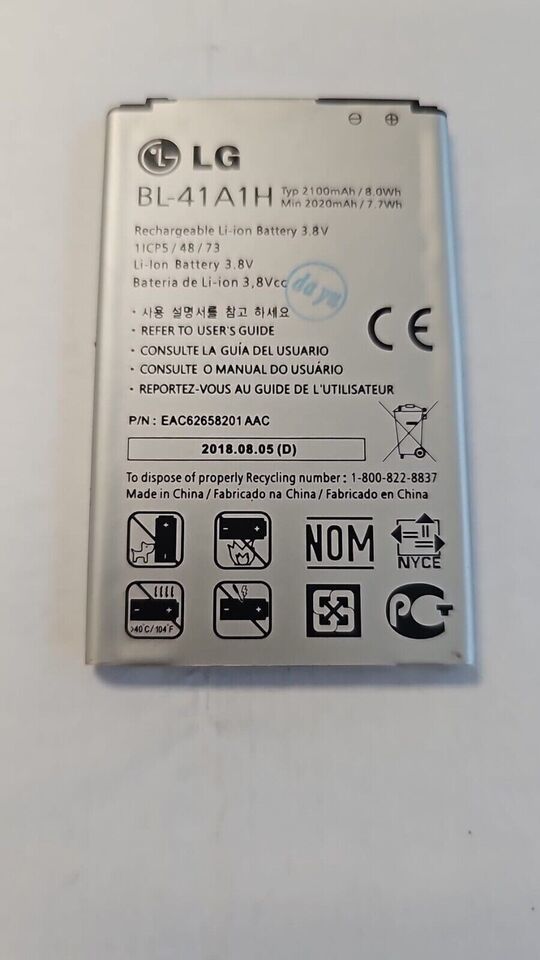 ⊖ ⊕
LG
BL-41A1H Typ 2100mAh / 8.0Wh
Min 2020mAh / 7.7Wh
Rechargeable Li-ion Battery 3.8V
1ICP5 / 48 / 73
Li-Ion Battery 3.8V
Bateria de Li-ion 3,8Vcc
dayu
• 사용 설명서를 참고 하세요
• REFER TO USER'S GUIDE
• CONSULTE LA GUÍA DEL USUARIO
• CONSULTE O MANUAL DO USUÁRIO
• REPORTEZ-VOUS AU GUIDE DE L'UTILISATEUR
CE
P/N : EAC62658201 AAC
2018.08.05 (D)
To dispose of properly Recycling number : 1-800-822-8837
Made in China / Fabricado na China / Fabricado en China
NOM
NYCE
>40°C/104°F
PCT